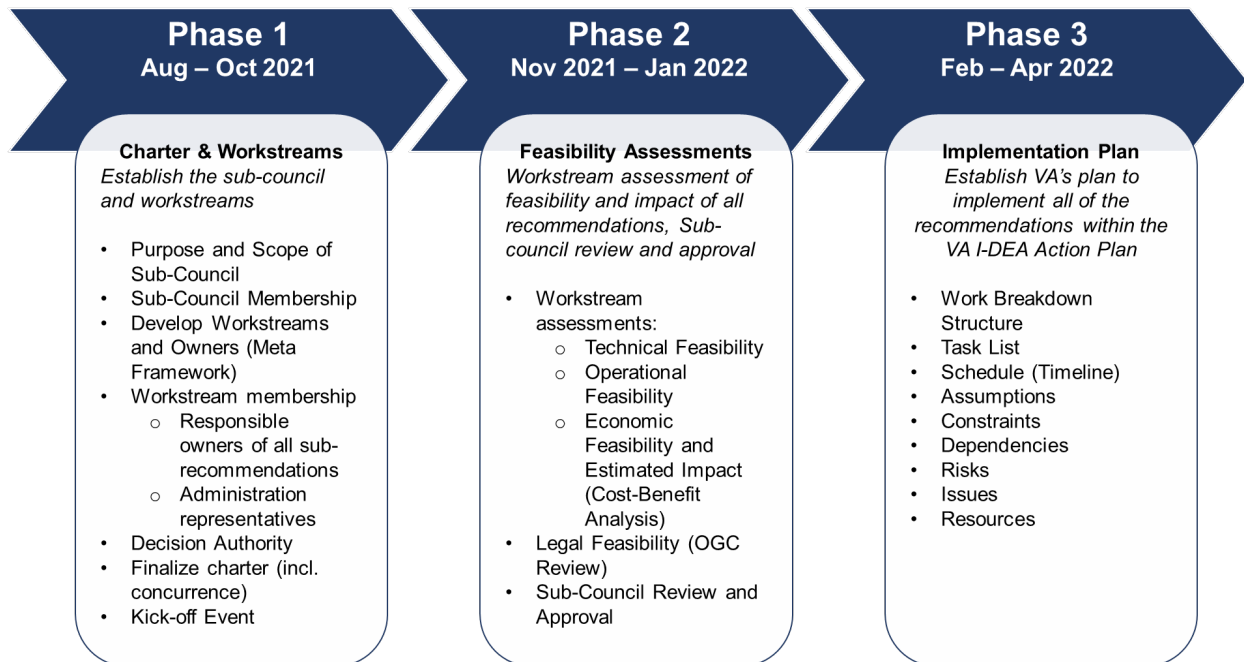 Phase 1
Aug – Oct 2021
Charter & Workstreams
Establish the sub-council
and workstreams
• Purpose and Scope of
Sub-Council
• Sub-Council Membership
• Develop Workstreams
and Owners (Meta
Framework)
• Workstream membership
o Responsible
owners of all sub-
recommendations
o Administration
representatives
• Decision Authority
• Finalize charter (incl.
concurrence)
• Kick-off Event
Phase 2
Nov 2021 – Jan 2022
Feasibility Assessments
Workstream assessment of
feasibility and impact of all
recommendations, Sub-
council review and approval
• Workstream
assessments:
o Technical Feasibility
o Operational
Feasibility
o Economic
Feasibility and
Estimated Impact
(Cost-Benefit
Analysis)
• Legal Feasibility (OGC
Review)
• Sub-Council Review and
Approval
Phase 3
Feb – Apr 2022
Implementation Plan
Establish VA's plan to
implement all of the
recommendations within the
VA I-DEA Action Plan
• Work Breakdown
Structure
• Task List
• Schedule (Timeline)
• Assumptions
• Constraints
• Dependencies
• Risks
• Issues
• Resources